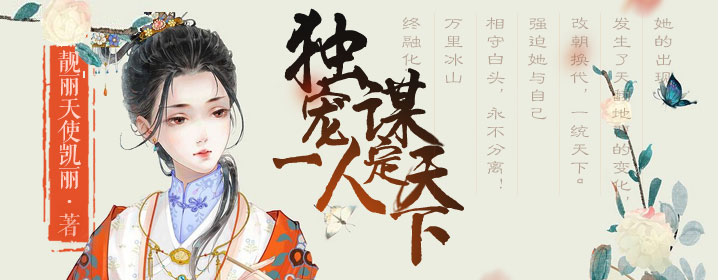 她的出现
发生了天翻地覆的变化，
改朝换代，一统天下。
强迫她与自己
相守白头，永不分离！
万里冰山
终融化
独宠一人
谋定天下
靓丽天使凯丽·著